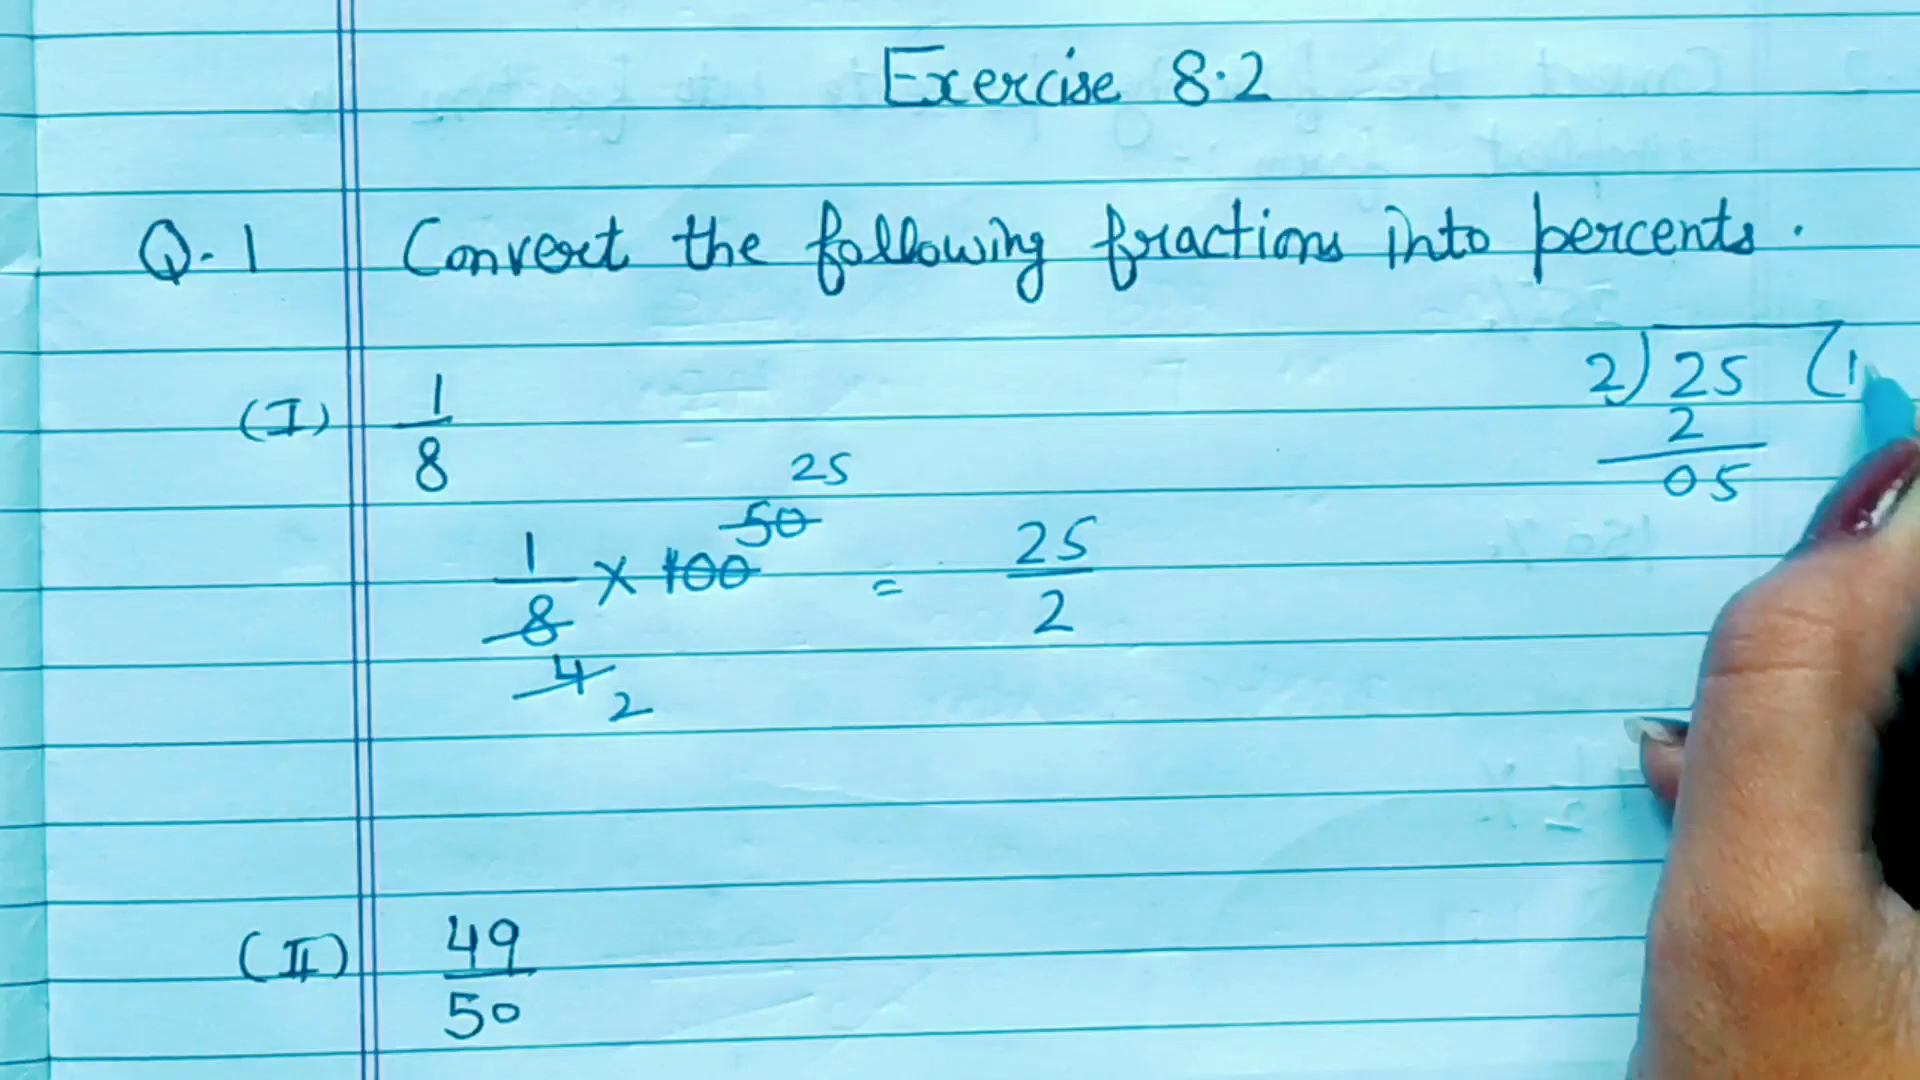 Exercise 8.2
Q.1 Convert the following fractions into percents.
(I) 1/8
1/8 × 100 = 25/2
50
25
4
2
2) 25 (1
2
05
(II) 49/50